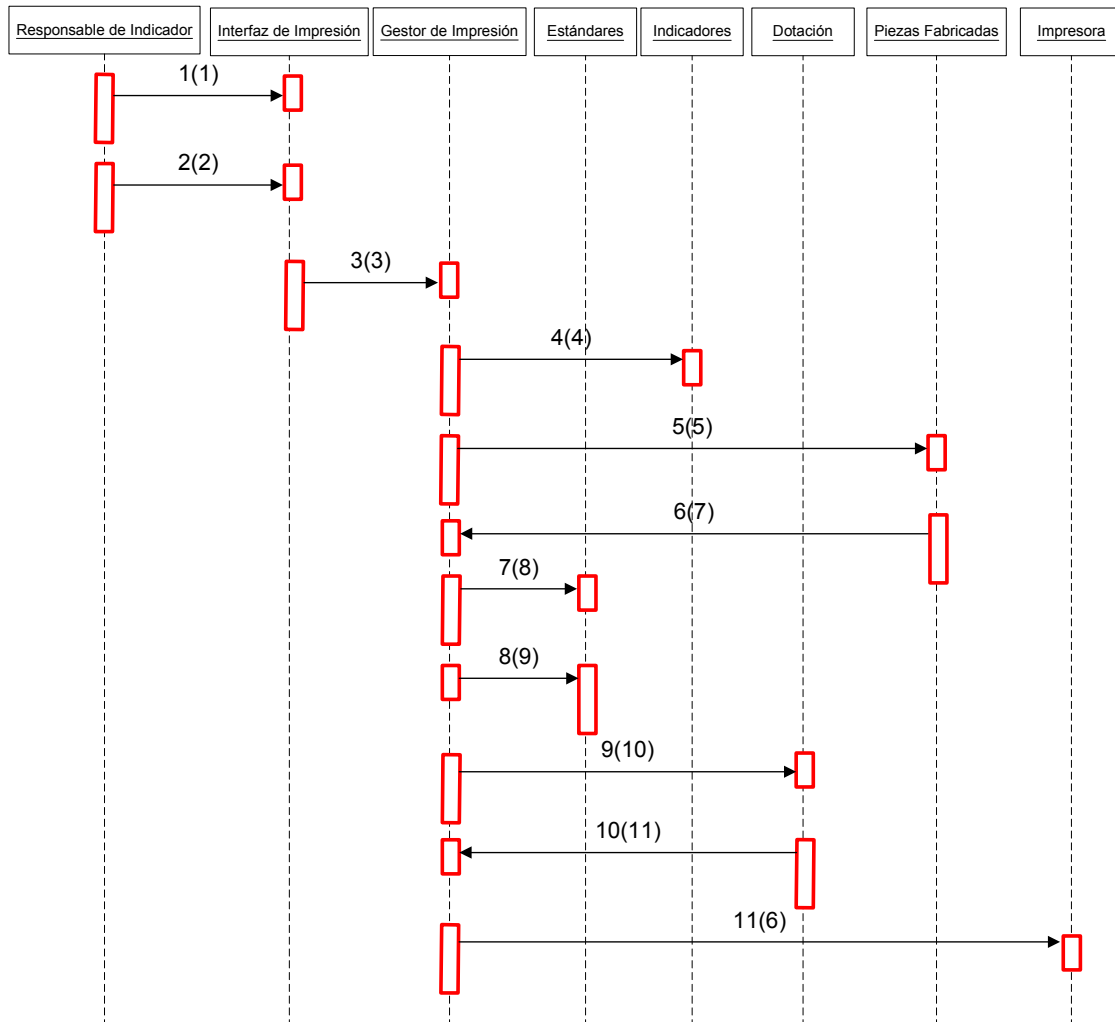 Responsable de Indicador
Interfaz de Impresión
Gestor de Impresión
Estándares
Indicadores
Dotación
Piezas Fabricadas
Impresora
1(1)
2(2)
3(3)
4(4)
5(5)
6(7)
7(8)
8(9)
9(10)
10(11)
11(6)